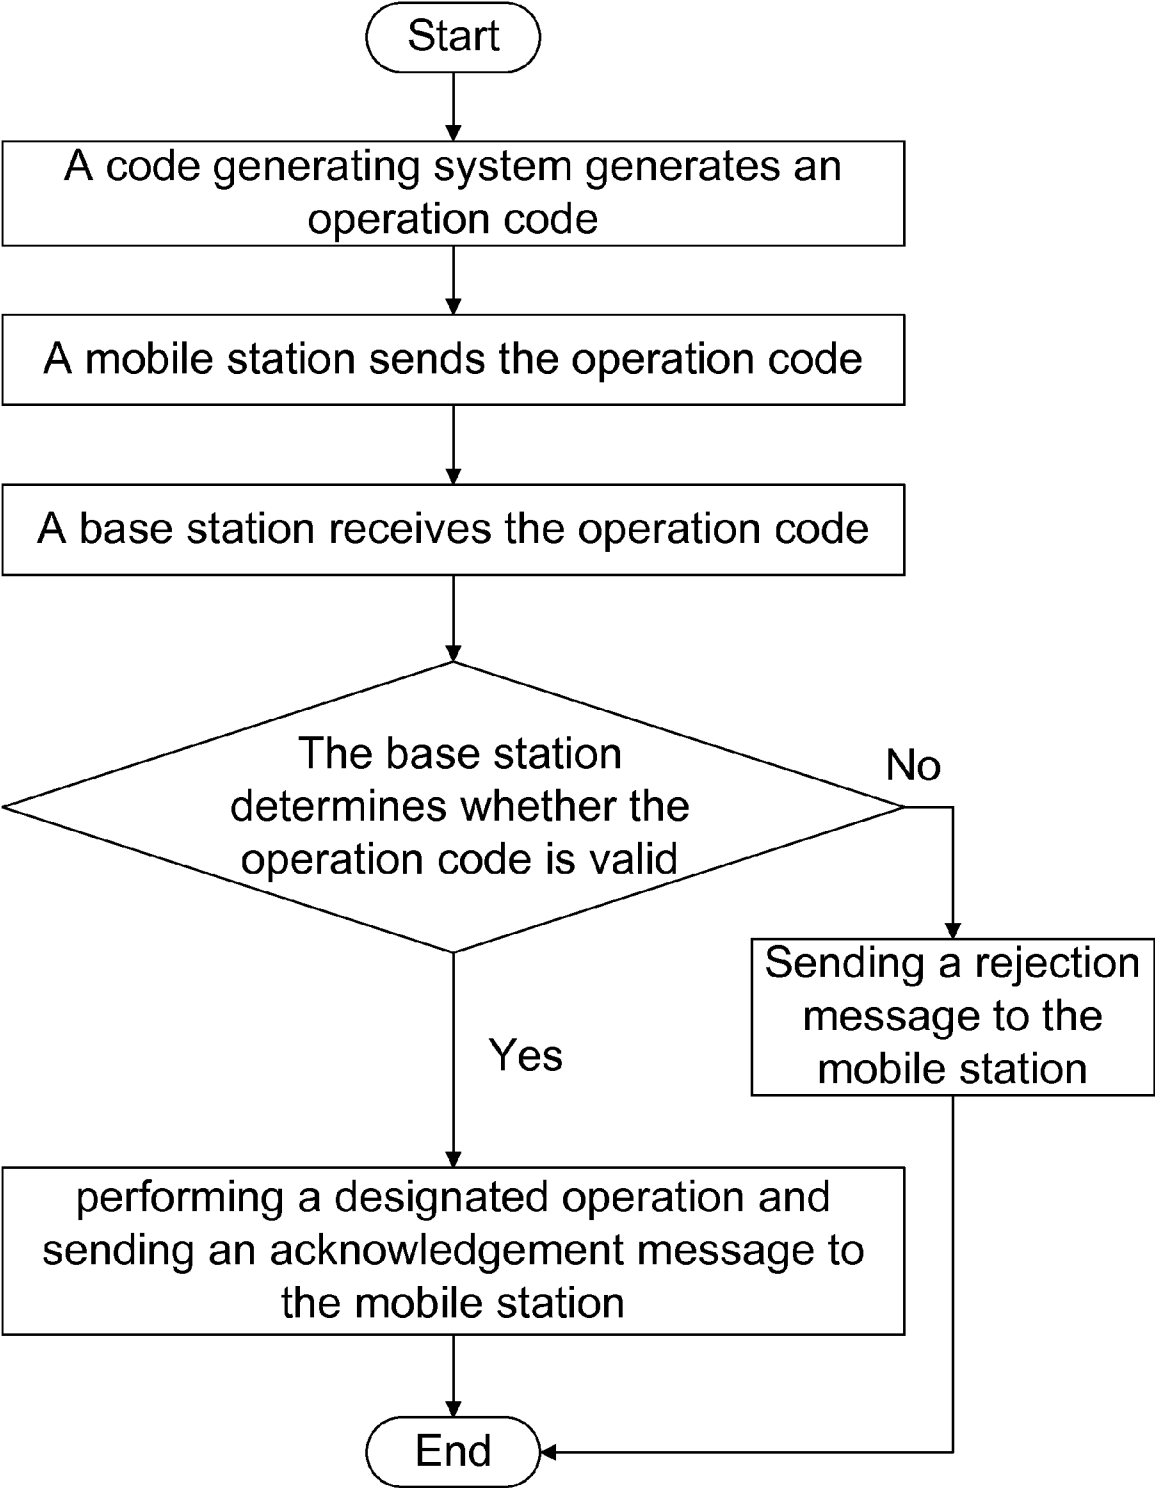 Start
A code generating system generates an
operation code
A mobile station sends the operation code
A base station receives the operation code
The base station
determines whether the
operation code is valid
No
Sending a rejection
message to the
mobile station
Yes
performing a designated operation and
sending an acknowledgement message to
the mobile station
End